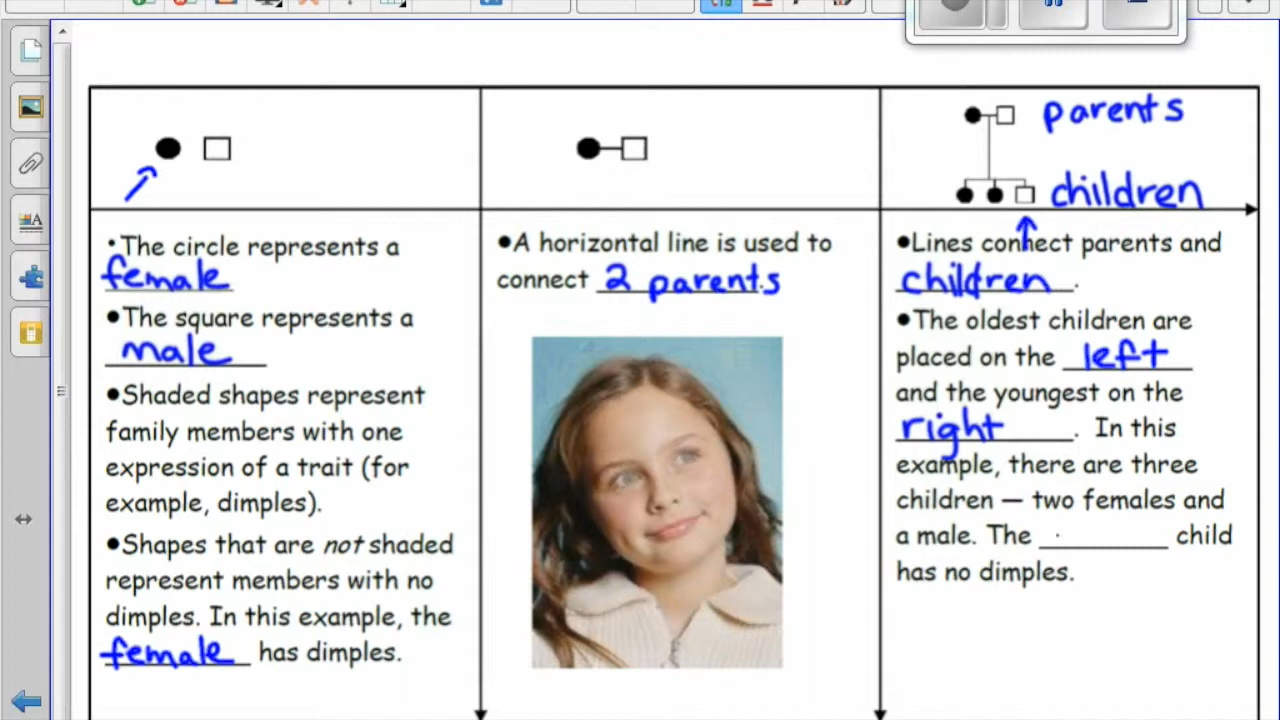 parents
children
•The circle represents a
female
•The square represents a
male
•Shaded shapes represent
family members with one
expression of a trait (for
example, dimples).
•Shapes that are not shaded
represent members with no
dimples. In this example, the
female has dimples.
•A horizontal line is used to
connect 2 parents.
•Lines connect parents and
children.
•The oldest children are
placed on the left
and the youngest on the
right. In this
example, there are three
children — two females and
a male. The __________ child
has no dimples.